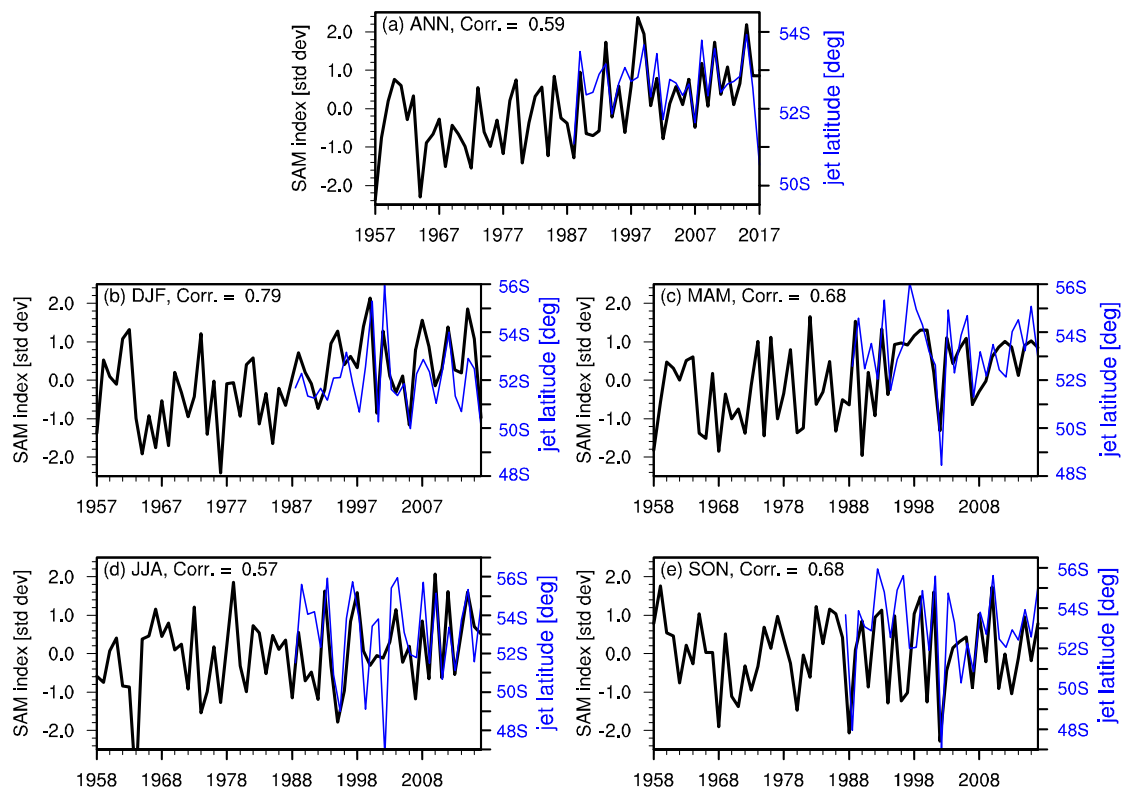 (a) ANN, Corr. = 0.59
SAM index [std dev]
2.0
1.0
0.0
-1.0
-2.0
54S
52S
50S
jet latitude [deg]
1957 1967 1977 1987 1997 2007 2017
(b) DJF, Corr. = 0.79
SAM index [std dev]
2.0
1.0
0.0
-1.0
-2.0
56S
54S
52S
50S
48S
jet latitude [deg]
1957 1967 1977 1987 1997 2007
(c) MAM, Corr. = 0.68
SAM index [std dev]
2.0
1.0
0.0
-1.0
-2.0
56S
54S
52S
50S
48S
jet latitude [deg]
1958 1968 1978 1988 1998 2008
(d) JJA, Corr. = 0.57
SAM index [std dev]
2.0
1.0
0.0
-1.0
-2.0
56S
54S
52S
50S
48S
jet latitude [deg]
1958 1968 1978 1988 1998 2008
(e) SON, Corr. = 0.68
SAM index [std dev]
2.0
1.0
0.0
-1.0
-2.0
56S
54S
52S
50S
48S
jet latitude [deg]
1958 1968 1978 1988 1998 2008